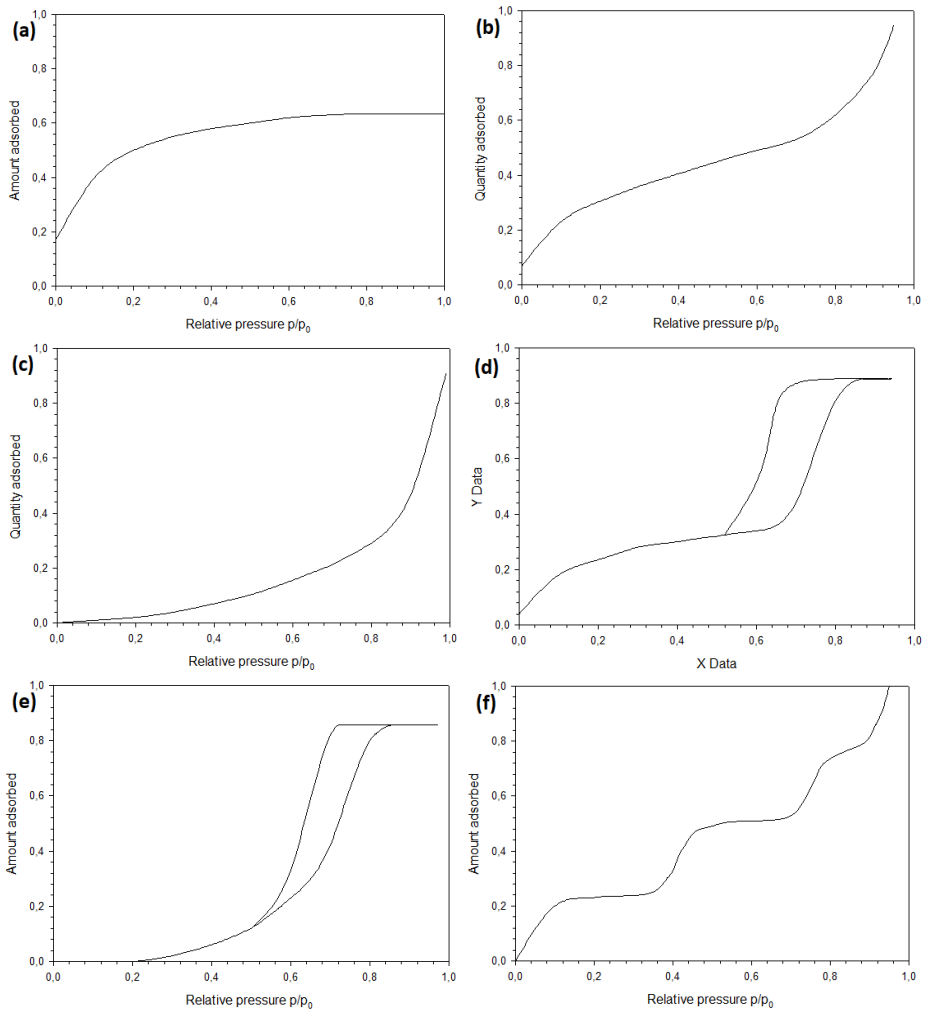 (a)
Amount adsorbed
1,0
0,8
0,6
0,4
0,2
0,0
0,0 0,2 0,4 0,6 0,8 1,0
Relative pressure p/p0
(b)
Quantity adsorbed
1,0
0,8
0,6
0,4
0,2
0,0
0,0 0,2 0,4 0,6 0,8 1,0
Relative pressure p/p0
(c)
Quantity adsorbed
1,0
0,8
0,6
0,4
0,2
0,0
0,0 0,2 0,4 0,6 0,8 1,0
Relative pressure p/p0
(d)
Y Data
1,0
0,8
0,6
0,4
0,2
0,0
0,0 0,2 0,4 0,6 0,8 1,0
X Data
(e)
Amount adsorbed
1,0
0,8
0,6
0,4
0,2
0,0
0,0 0,2 0,4 0,6 0,8 1,0
Relative pressure p/p0
(f)
Amount adsorbed
1,0
0,8
0,6
0,4
0,2
0,0
0,0 0,2 0,4 0,6 0,8 1,0
Relative pressure p/p0